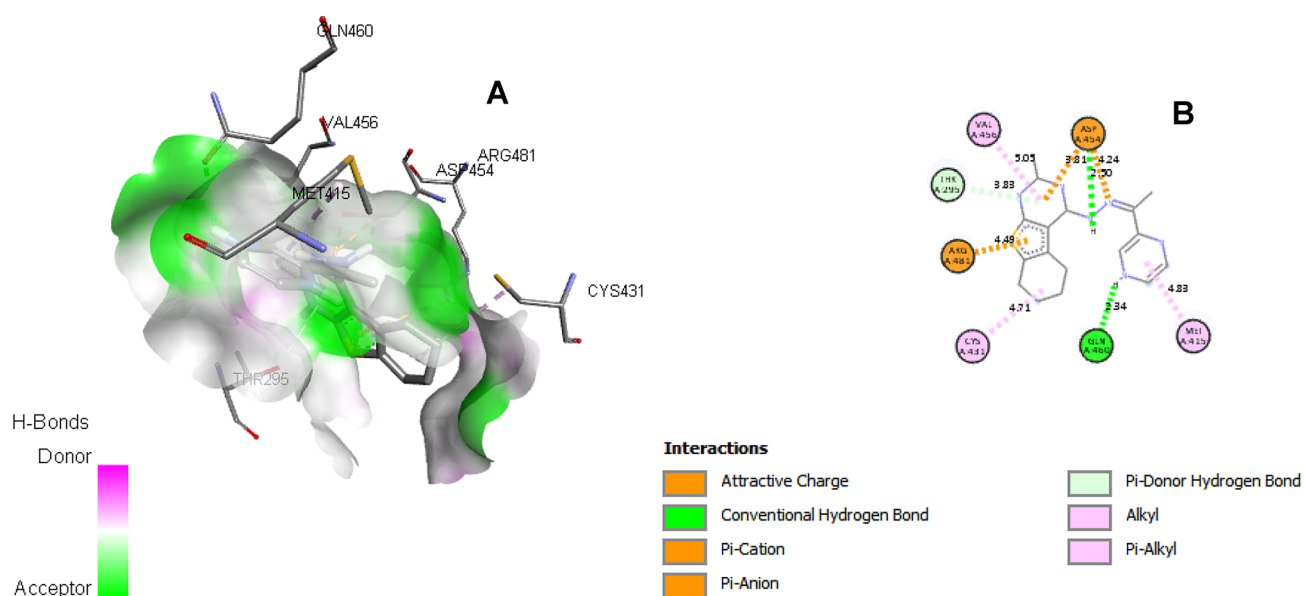 GLN460
A
VAL456
ARG481
ASP454
MET415
CYS431
THR295
H-Bonds
Donor
Acceptor
B
VAL
A:456
ASP
A:454
5.05
3.81
4.24
2.50
THR
A:295
3.83
ARG
A:481
4.49
H
H
4.71
2.34
4.83
CYS
A:431
GLN
A:460
MET
A:415
Interactions
Attractive Charge
Conventional Hydrogen Bond
Pi-Cation
Pi-Anion
Pi-Donor Hydrogen Bond
Alkyl
Pi-Alkyl